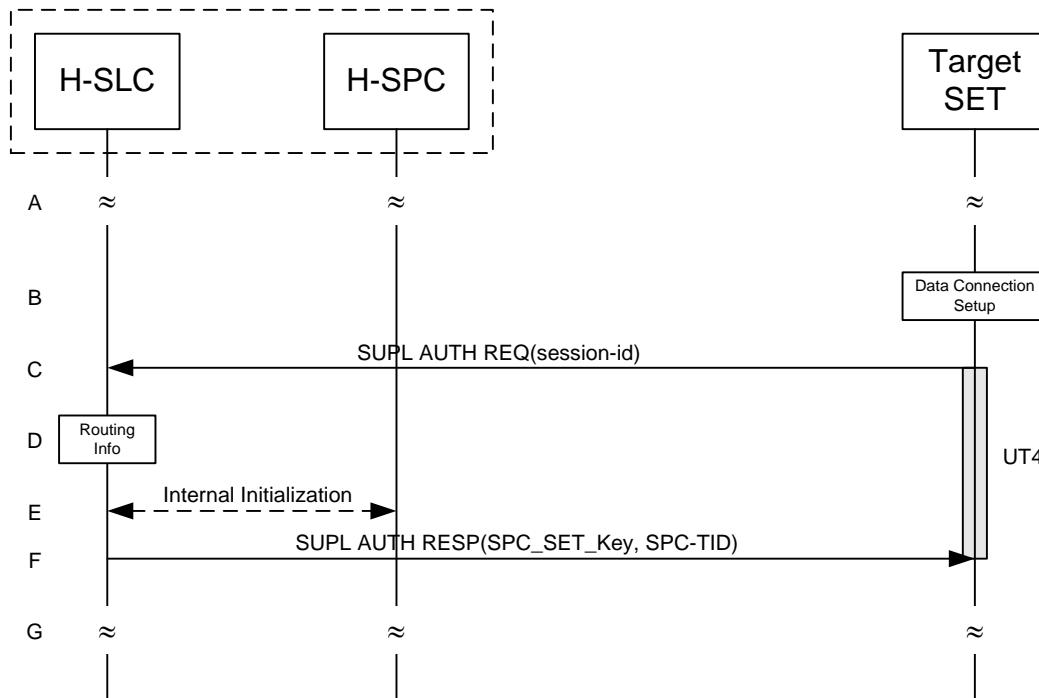 H-SLC
H-SPC
Target
SET
A
≈ ≈ ≈
B
Data Connection
Setup
SUPL AUTH REQ(session-id)
C
Routing
Info
D
UT4
Internal Initialization
E
SUPL AUTH RESP(SPC_SET_Key, SPC-TID)
F
G
≈ ≈ ≈